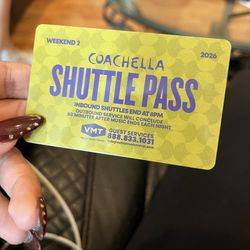 WEEKEND 2 2026
COACHELLA
SHUTTLE PASS
INBOUND SHUTTLES END AT 8PM
OUTBOUND SERVICE WILL CONCLUDE
90 MINUTES AFTER MUSIC ENDS EACH NIGHT
VMT GUEST SERVICES
888.833.1031